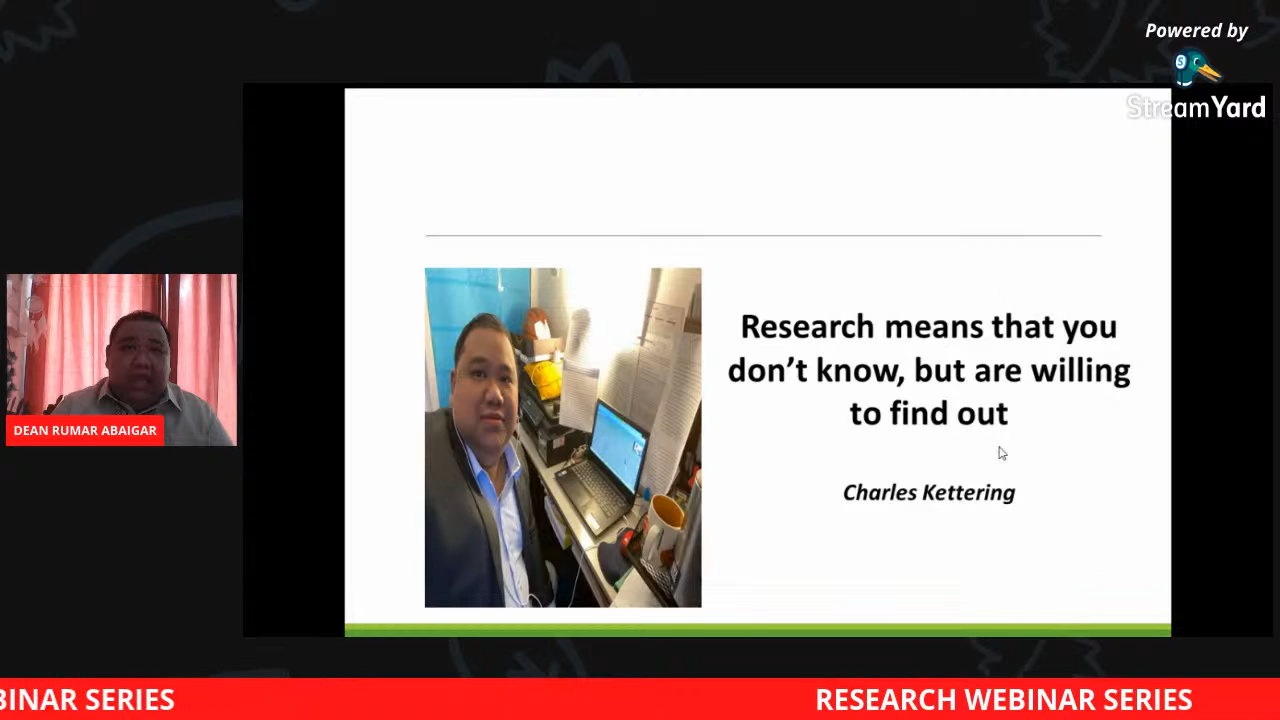 Powered by
StreamYard
Research means that you
don’t know, but are willing
to find out
Charles Kettering
DEAN RUMAR ABAIGAR
BINAR SERIES
RESEARCH WEBINAR SERIES